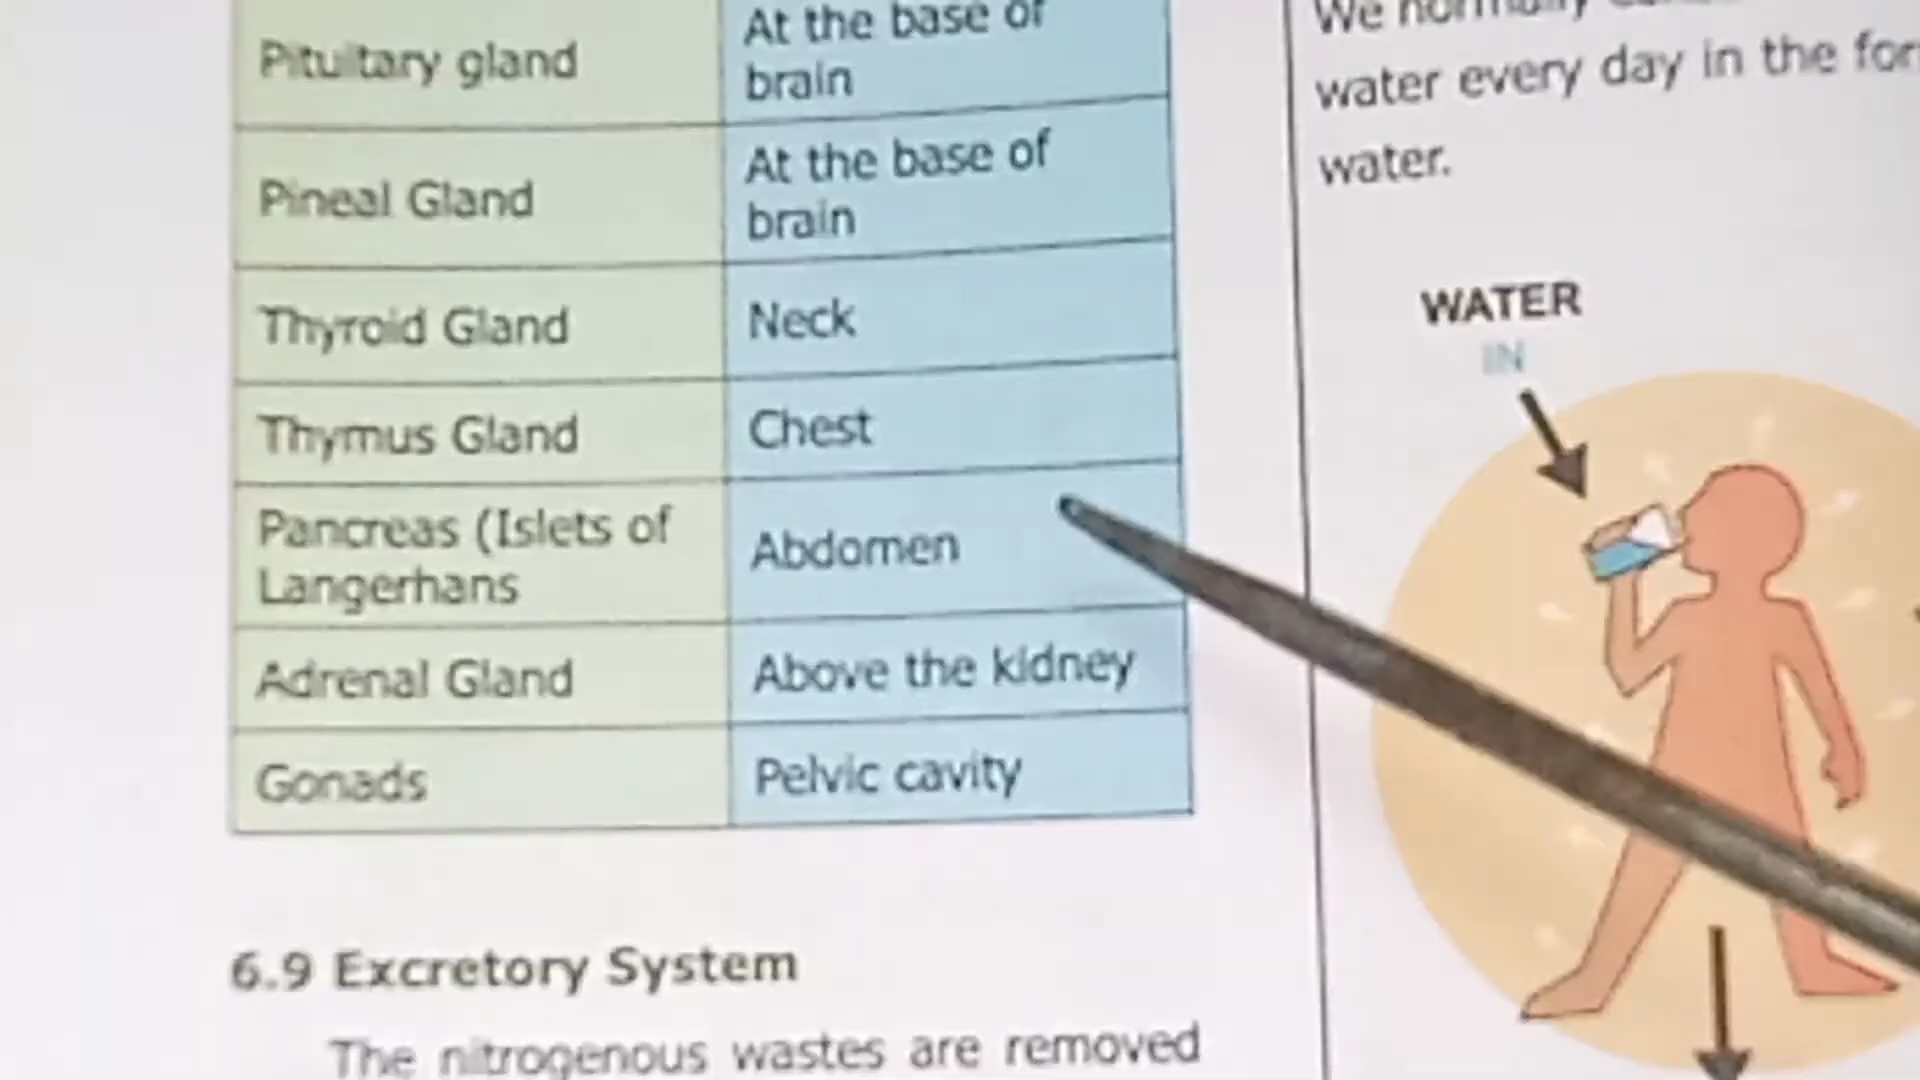 Pituitary gland
At the base of
brain
Pineal Gland
At the base of
brain
Thyroid Gland
Neck
Thymus Gland
Chest
Pancreas (Islets of
Langerhans
Abdomen
Adrenal Gland
Above the kidney
Gonads
Pelvic cavity
6.9 Excretory System
The nitrogenous wastes are removed
We normally
water every day in the
water.
WATER
IN